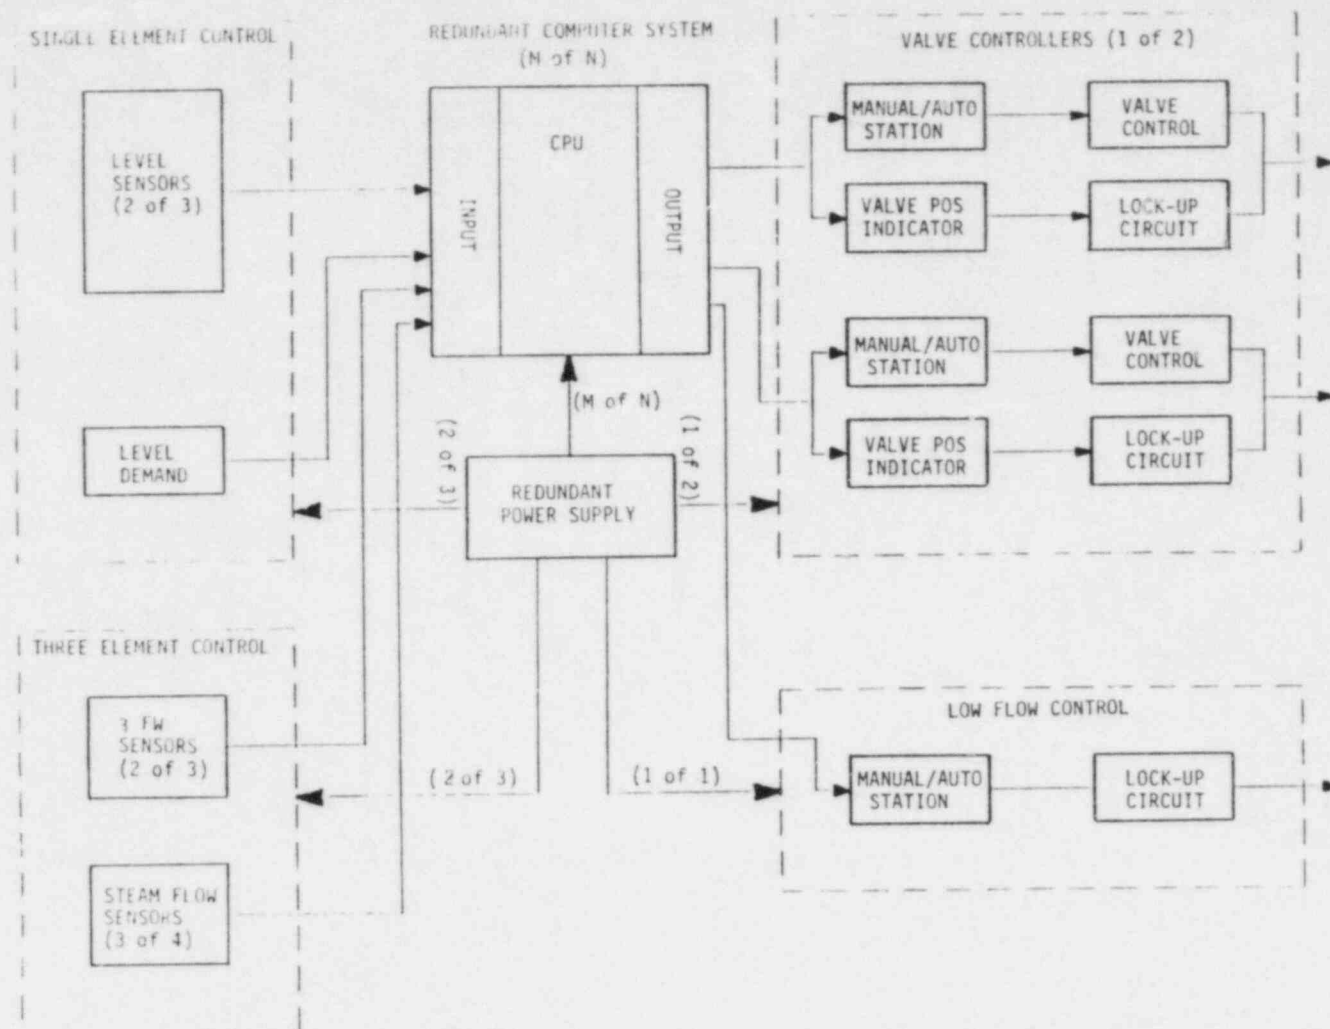 SINGLE ELEMENT CONTROL
LEVEL
SENSORS
(2 of 3)
LEVEL
DEMAND
REDUNDANT COMPUTER SYSTEM
(M of N)
INPUT
CPU
OUTPUT
VALVE CONTROLLERS (1 of 2)
MANUAL/AUTO
STATION
VALVE
CONTROL
VALVE POS
INDICATOR
LOCK-UP
CIRCUIT
MANUAL/AUTO
STATION
VALVE
CONTROL
VALVE POS
INDICATOR
LOCK-UP
CIRCUIT
(M of N)
(2 of 3)
(1 of 2)
REDUNDANT
POWER SUPPLY
THREE ELEMENT CONTROL
3 FW
SENSORS
(2 of 3)
STEAM FLOW
SENSORS
(3 of 4)
(2 of 3)
(1 of 1)
LOW FLOW CONTROL
MANUAL/AUTO
STATION
LOCK-UP
CIRCUIT